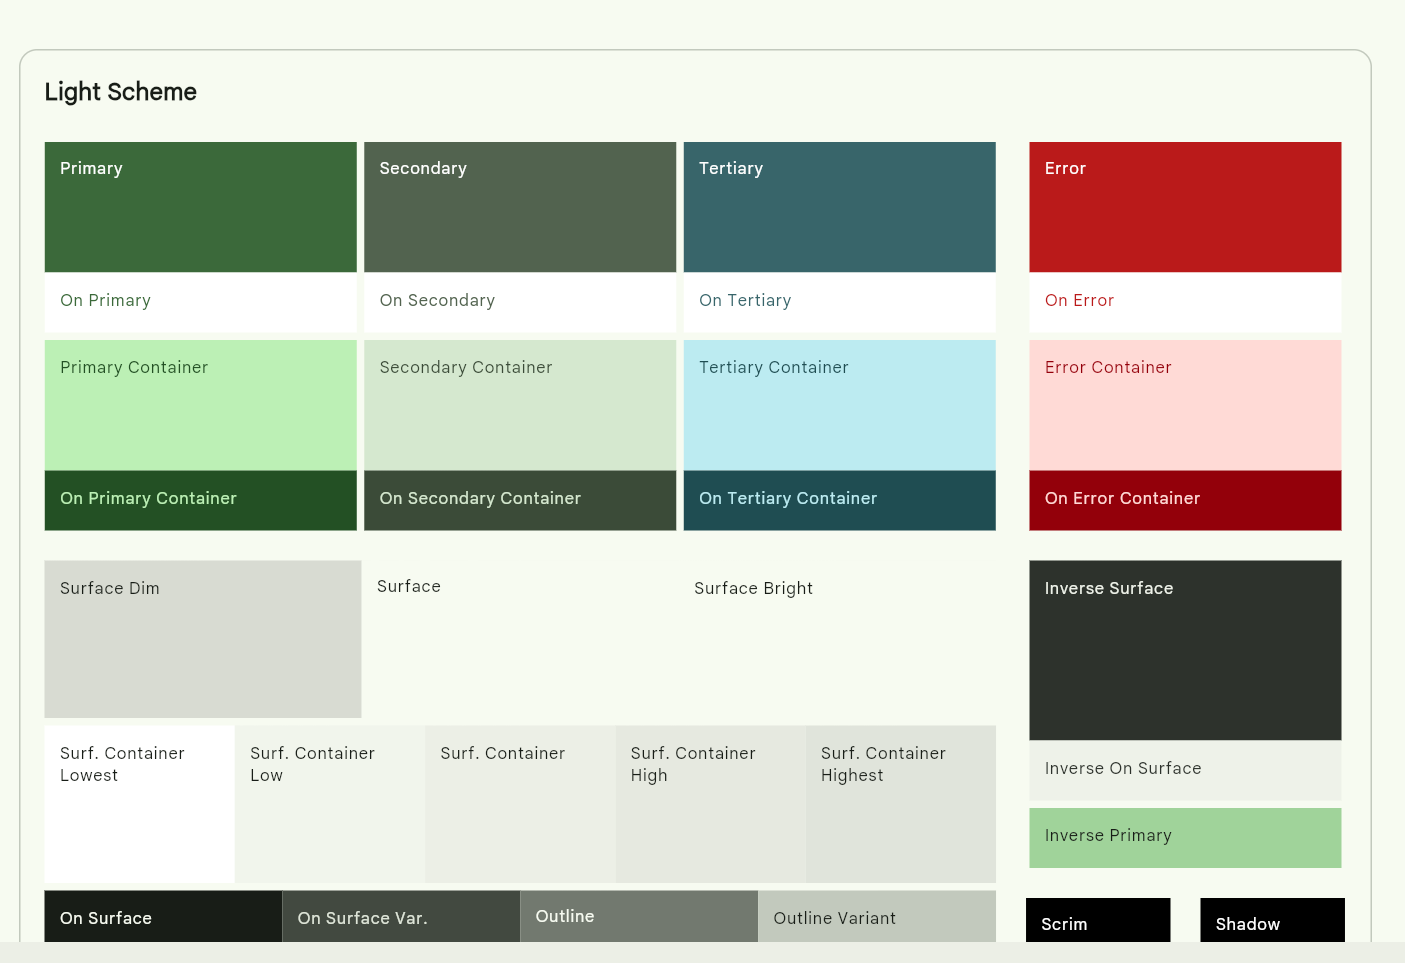 Light Scheme
Primary
Secondary
Tertiary
Error
On Primary
On Secondary
On Tertiary
On Error
Primary Container
Secondary Container
Tertiary Container
Error Container
On Primary Container
On Secondary Container
On Tertiary Container
On Error Container
Surface Dim
Surface
Surface Bright
Inverse Surface
Surf. Container
Lowest
Surf. Container
Low
Surf. Container
Surf. Container
High
Surf. Container
Highest
Inverse On Surface
Inverse Primary
On Surface
On Surface Var.
Outline
Outline Variant
Scrim
Shadow